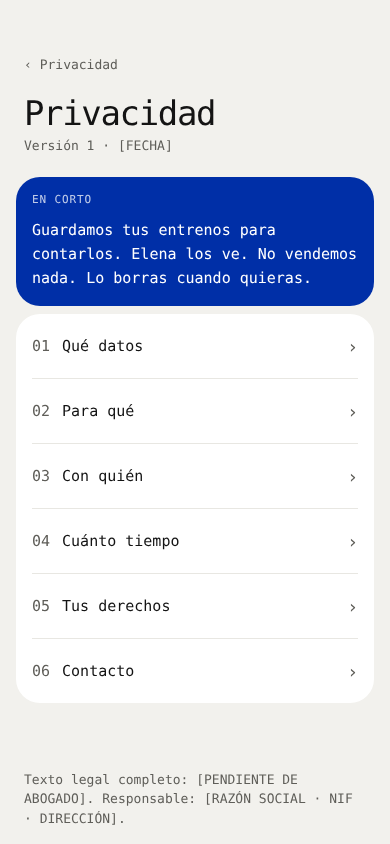 ‹ Privacidad
Privacidad
Versión 1 · [FECHA]
EN CORTO
Guardamos tus entrenos para
contarlos. Elena los ve. No vendemos
nada. Lo borras cuando quieras.
01 Qué datos ›
02 Para qué ›
03 Con quién ›
04 Cuánto tiempo ›
05 Tus derechos ›
06 Contacto ›
Texto legal completo: [PENDIENTE DE
ABOGADO]. Responsable: [RAZÓN SOCIAL · NIF
· DIRECCIÓN].